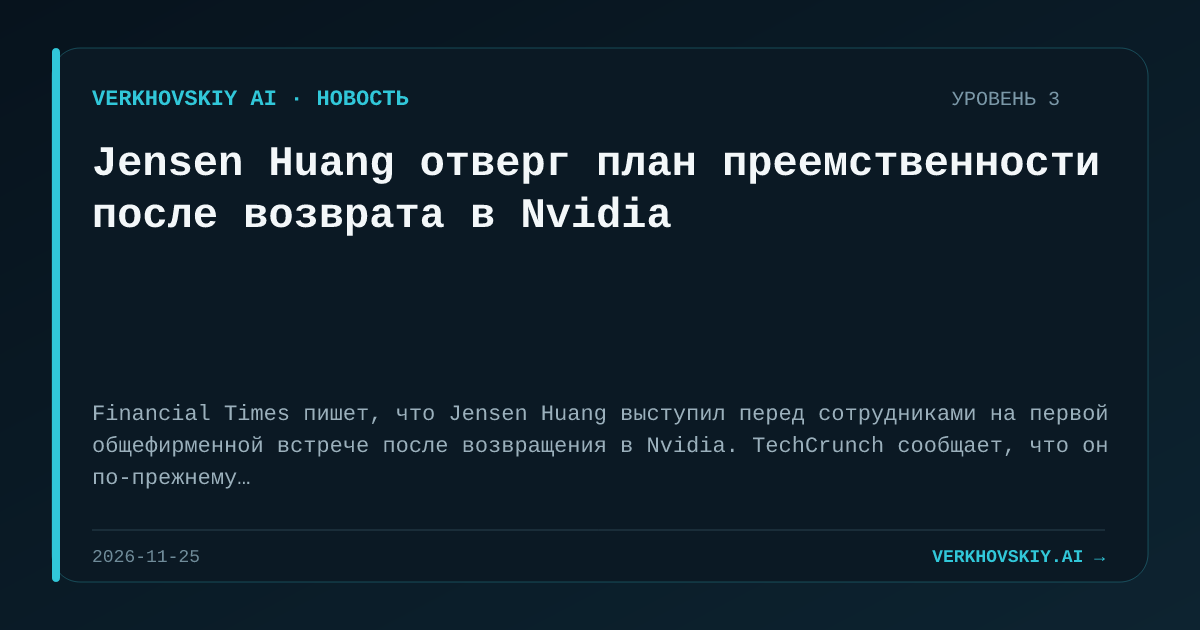 VERKHOVSKIY AI · НОВОСТЬ
УРОВЕНЬ 3
Jensen Huang отверг план преемственности
после возврата в Nvidia
Financial Times пишет, что Jensen Huang выступил перед сотрудниками на первой
общефирменной встрече после возвращения в Nvidia. TechCrunch сообщает, что он
по-прежнему…
2026-11-25
VERKHOVSKIY.AI →